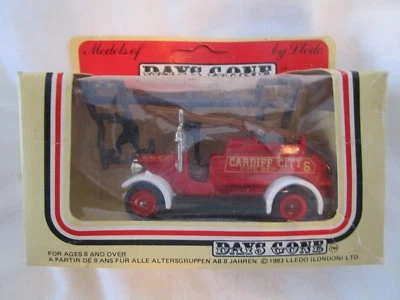 Models of by Lledo
DAYS GONE
CARDIFF CITY
6
DAYS GONE
FOR AGES 8 AND OVER
A PARTIR DE 8 ANS FÜR ALLE ALTERSGRUPPEN AB 8 JAHREN © 1983 LLEDO (LONDON) LTD.